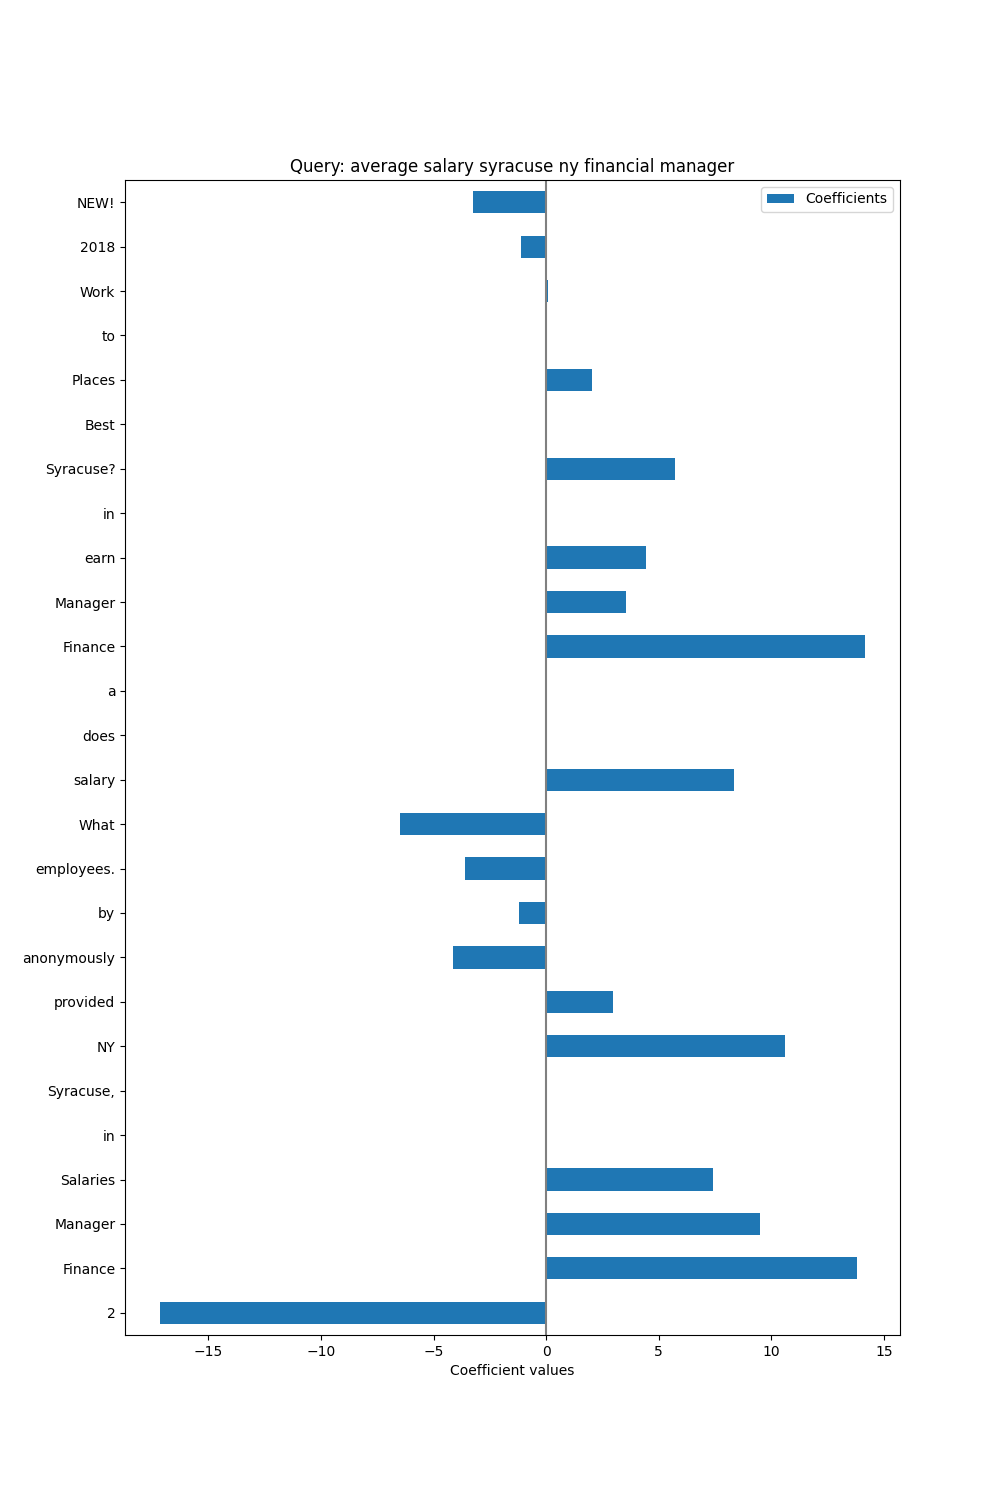 Query: average salary syracuse ny financial manager
Coefficients
NEW!
2018
Work
to
Places
Best
Syracuse?
in
earn
Manager
Finance
a
does
salary
What
employees.
by
anonymously
provided
NY
Syracuse,
in
Salaries
Manager
Finance
2
−15 −10 −5 0 5 10 15
Coefficient values